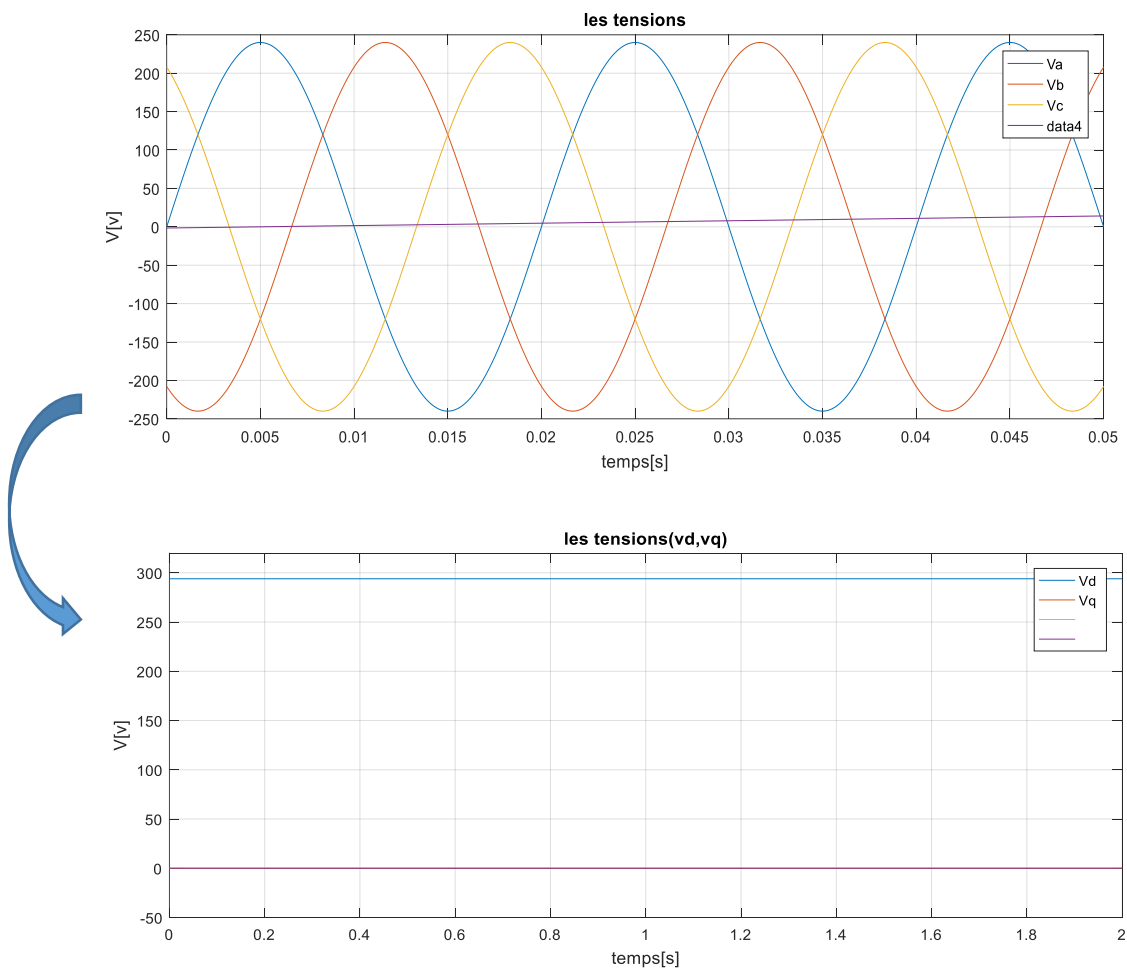 les tensions
Va
Vb
Vc
data4
250
200
150
100
50
0
-50
-100
-150
-200
-250
V[v]
0 0.005 0.01 0.015 0.02 0.025 0.03 0.035 0.04 0.045 0.05
temps[s]
les tensions(vd,vq)
Vd
Vq
300
250
200
150
100
50
0
-50
V[v]
0 0.2 0.4 0.6 0.8 1 1.2 1.4 1.6 1.8 2
temps[s]